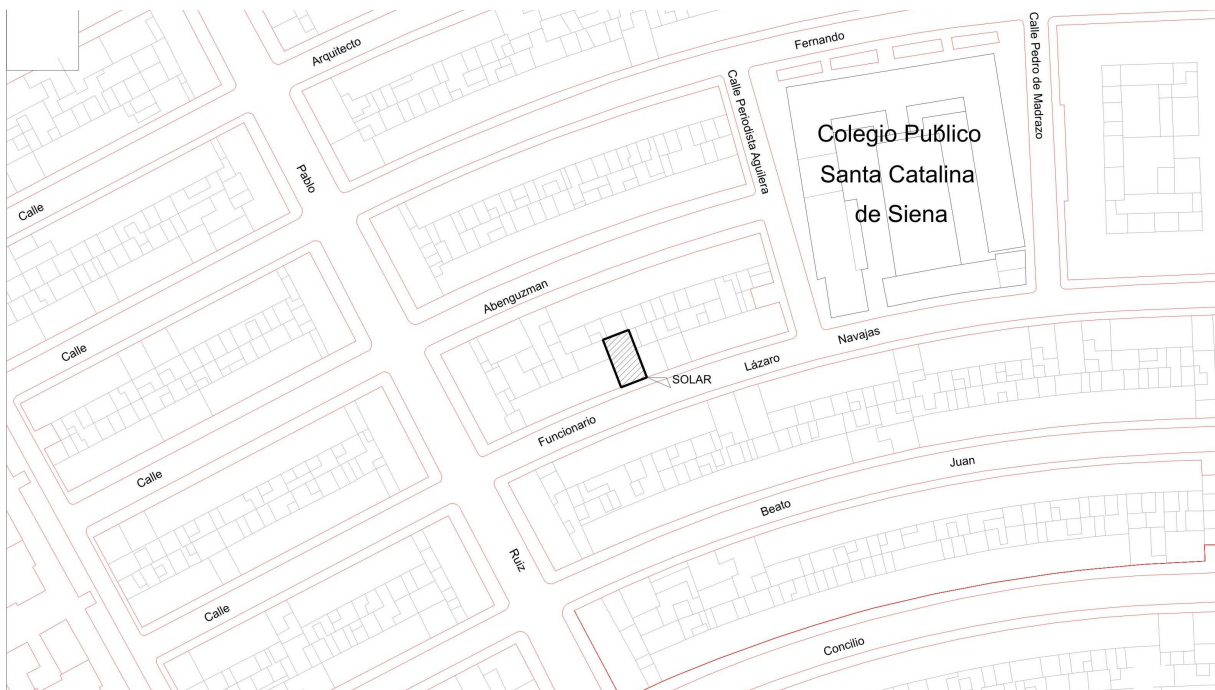 Arquitecto
Fernando
Calle Pedro de Madrazo
Calle Periodista Aguilera
Colegio Publico
Santa Catalina
de Siena
Pablo
Calle
Abenguzman
Navajas
Calle
Lázaro
SOLAR
Funcionario
Calle
Juan
Beato
Ruiz
Calle
Concilio